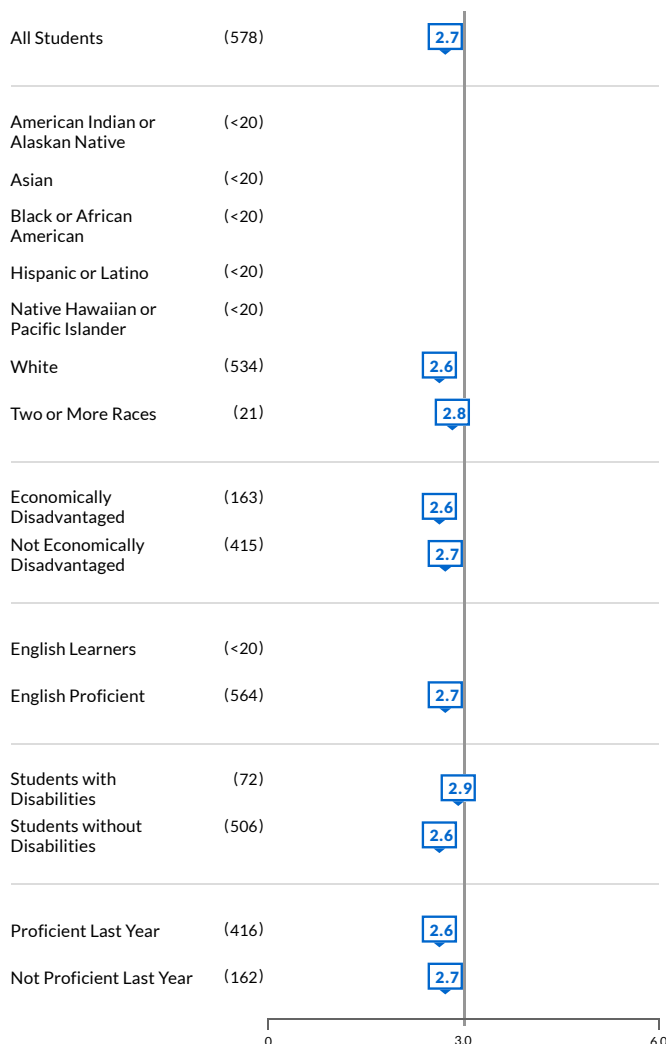 All Students (578) 2.7
American Indian or (<20)
Alaskan Native
Asian (<20)
Black or African (<20)
American
Hispanic or Latino (<20)
Native Hawaiian or (<20)
Pacific Islander
White (534) 2.6
Two or More Races (21) 2.8
Economically (163) 2.6
Disadvantaged
Not Economically (415) 2.7
Disadvantaged
English Learners (<20)
English Proficient (564) 2.7
Students with (72) 2.9
Disabilities
Students without (506) 2.6
Disabilities
Proficient Last Year (416) 2.6
Not Proficient Last Year (162) 2.7
0 3.0 6.0